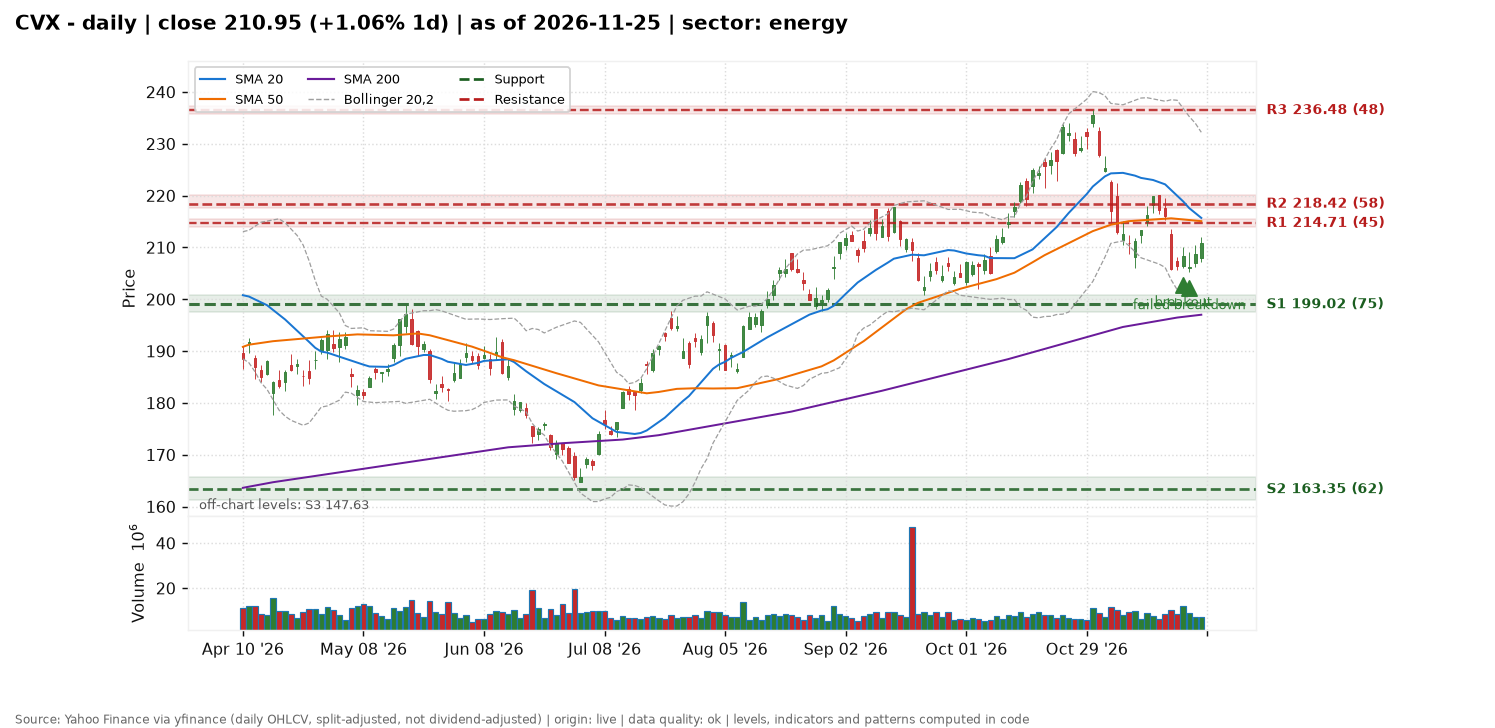 CVX - daily | close 210.95 (+1.06% 1d) | as of 2026-11-25 | sector: energy
SMA 20
SMA 50
SMA 200
Bollinger 20,2
Support
Resistance
Price
240
230
220
210
200
190
180
170
160
R3 236.48 (48)
R2 218.42 (58)
R1 214.71 (45)
S1 199.02 (75)
S2 163.35 (62)
failed breakdown
off-chart levels: S3 147.63
Volume 10⁶
40
20
Apr 10 '26
May 08 '26
Jun 08 '26
Jul 08 '26
Aug 05 '26
Sep 02 '26
Oct 01 '26
Oct 29 '26
Source: Yahoo Finance via yfinance (daily OHLCV, split-adjusted, not dividend-adjusted) | origin: live | data quality: ok | levels, indicators and patterns computed in code